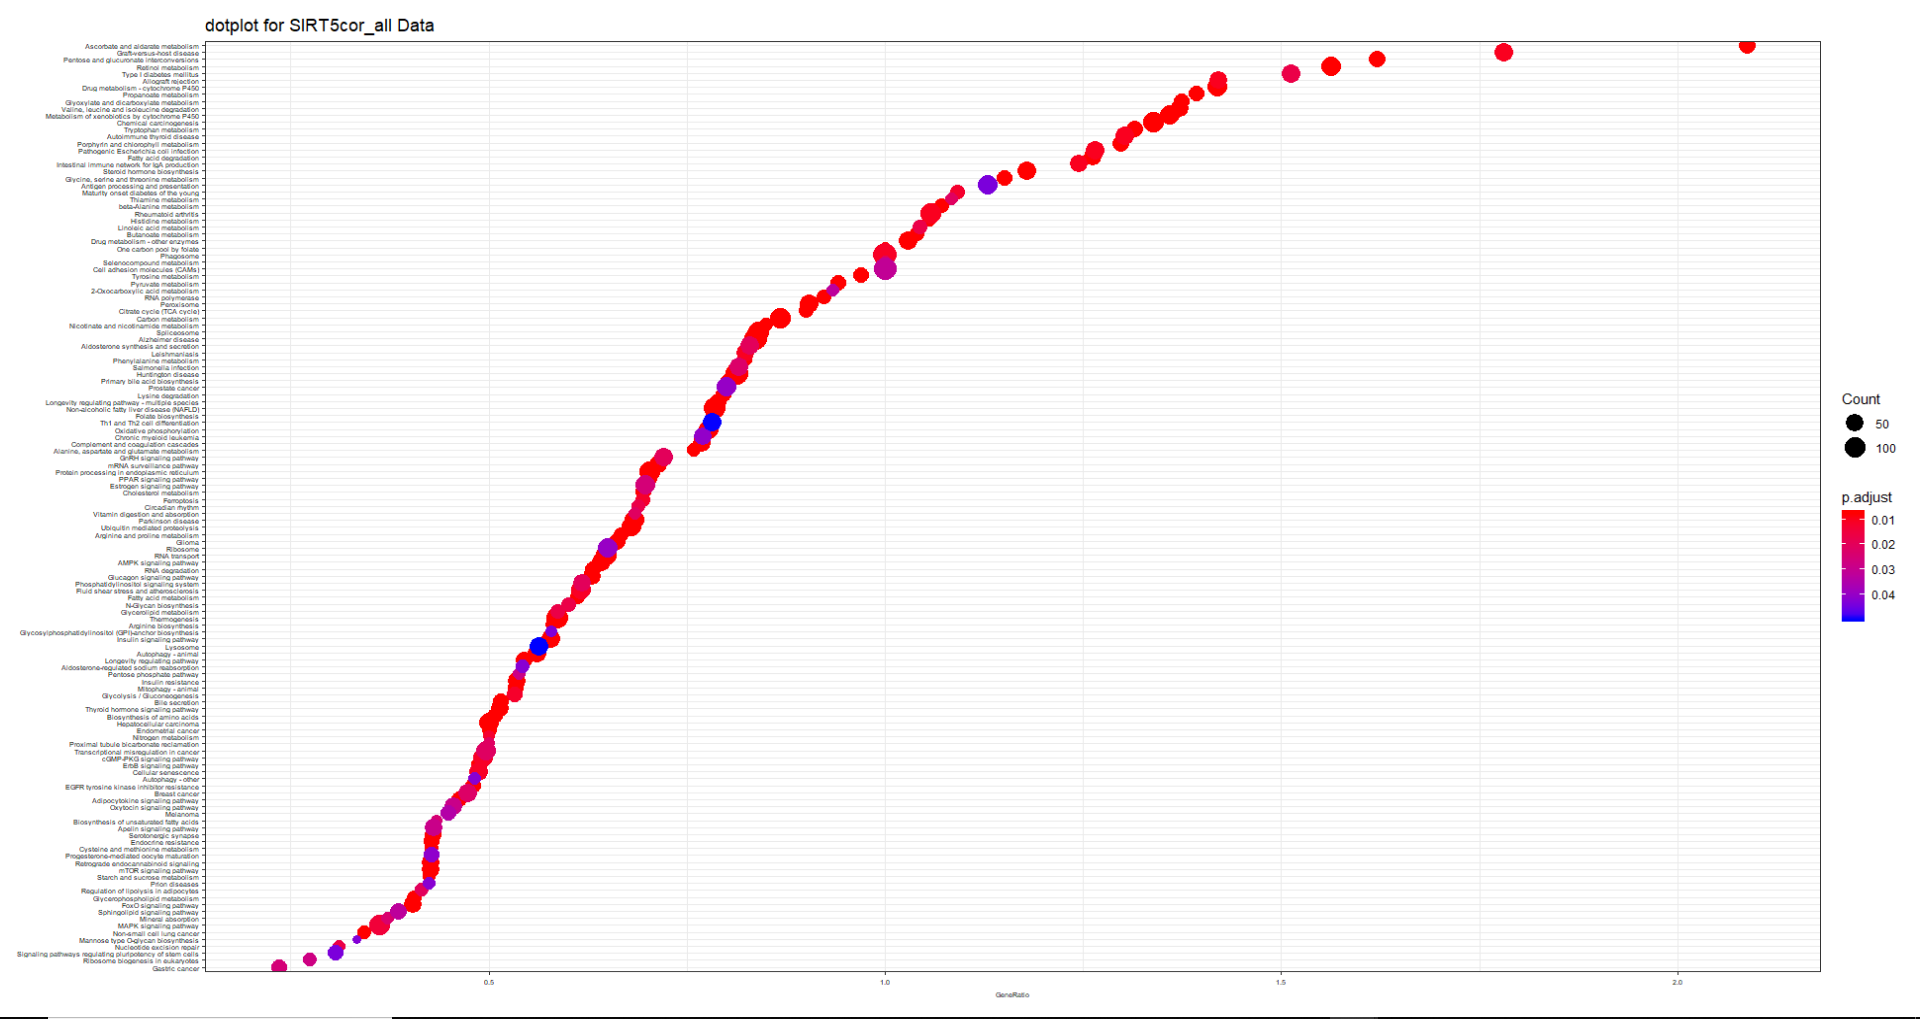 dotplot for SIRT5cor_all Data
Ascorbate and aldarate metabolism
Graft-versus-host disease
Pentose and glucuronate interconversions
Retinol metabolism
Type I diabetes mellitus
Allograft rejection
Drug metabolism - cytochrome P450
Propanoate metabolism
Glyoxylate and dicarboxylate metabolism
Valine, leucine and isoleucine degradation
Metabolism of xenobiotics by cytochrome P450
Chemical carcinogenesis
Tryptophan metabolism
Autoimmune thyroid disease
Porphyrin and chlorophyll metabolism
Pathogenic Escherichia coli infection
Fatty acid degradation
Intestinal immune network for IgA production
Steroid hormone biosynthesis
Glycine, serine and threonine metabolism
Antigen processing and presentation
Maturity onset diabetes of the young
Thiamine metabolism
beta-Alanine metabolism
Rheumatoid arthritis
Histidine metabolism
Linoleic acid metabolism
Butanoate metabolism
Drug metabolism - other enzymes
One carbon pool by folate
Phagosome
Selenocompound metabolism
Cell adhesion molecules (CAMs)
Tyrosine metabolism
Pyruvate metabolism
2-Oxocarboxylic acid metabolism
RNA polymerase
Peroxisome
Citrate cycle (TCA cycle)
Carbon metabolism
Nicotinate and nicotinamide metabolism
Spliceosome
Alzheimer disease
Aldosterone synthesis and secretion
Leishmaniasis
Phenylalanine metabolism
Salmonella infection
Huntington disease
Primary bile acid biosynthesis
Prostate cancer
Lysine degradation
Longevity regulating pathway - multiple species
Non-alcoholic fatty liver disease (NAFLD)
Folate biosynthesis
Th1 and Th2 cell differentiation
Oxidative phosphorylation
Chronic myeloid leukemia
Complement and coagulation cascades
Alanine, aspartate and glutamate metabolism
GnRH signaling pathway
mRNA surveillance pathway
Protein processing in endoplasmic reticulum
PPAR signaling pathway
Estrogen signaling pathway
Cholesterol metabolism
Ferroptosis
Circadian rhythm
Vitamin digestion and absorption
Parkinson disease
Ubiquitin mediated proteolysis
Arginine and proline metabolism
Glioma
Ribosome
RNA transport
AMPK signaling pathway
RNA degradation
Glucagon signaling pathway
Phosphatidylinositol signaling system
Fluid shear stress and atherosclerosis
Fatty acid metabolism
N-Glycan biosynthesis
Glycerolipid metabolism
Thermogenesis
Arginine biosynthesis
Glycosylphosphatidylinositol (GPI)-anchor biosynthesis
Insulin signaling pathway
Lysosome
Autophagy - animal
Longevity regulating pathway
Aldosterone-regulated sodium reabsorption
Pentose phosphate pathway
Insulin resistance
Mitophagy - animal
Glycolysis / Gluconeogenesis
Bile secretion
Thyroid hormone signaling pathway
Biosynthesis of amino acids
Hepatocellular carcinoma
Endometrial cancer
Nitrogen metabolism
Proximal tubule bicarbonate reclamation
Transcriptional misregulation in cancer
cGMP-PKG signaling pathway
ErbB signaling pathway
Cellular senescence
Autophagy - other
EGFR tyrosine kinase inhibitor resistance
Breast cancer
Adipocytokine signaling pathway
Oxytocin signaling pathway
Melanoma
Biosynthesis of unsaturated fatty acids
Apelin signaling pathway
Serotonergic synapse
Endocrine resistance
Cysteine and methionine metabolism
Progesterone-mediated oocyte maturation
Retrograde endocannabinoid signaling
mTOR signaling pathway
Starch and sucrose metabolism
Prion diseases
Regulation of lipolysis in adipocytes
Glycerophospholipid metabolism
FoxO signaling pathway
Sphingolipid signaling pathway
Mineral absorption
MAPK signaling pathway
Non-small cell lung cancer
Mannose type O-glycan biosynthesis
Nucleotide excision repair
Signaling pathways regulating pluripotency of stem cells
Ribosome biogenesis in eukaryotes
Gastric cancer
0.5 1.0 1.5 2.0
GeneRatio
Count
50
100
p.adjust
0.01
0.02
0.03
0.04